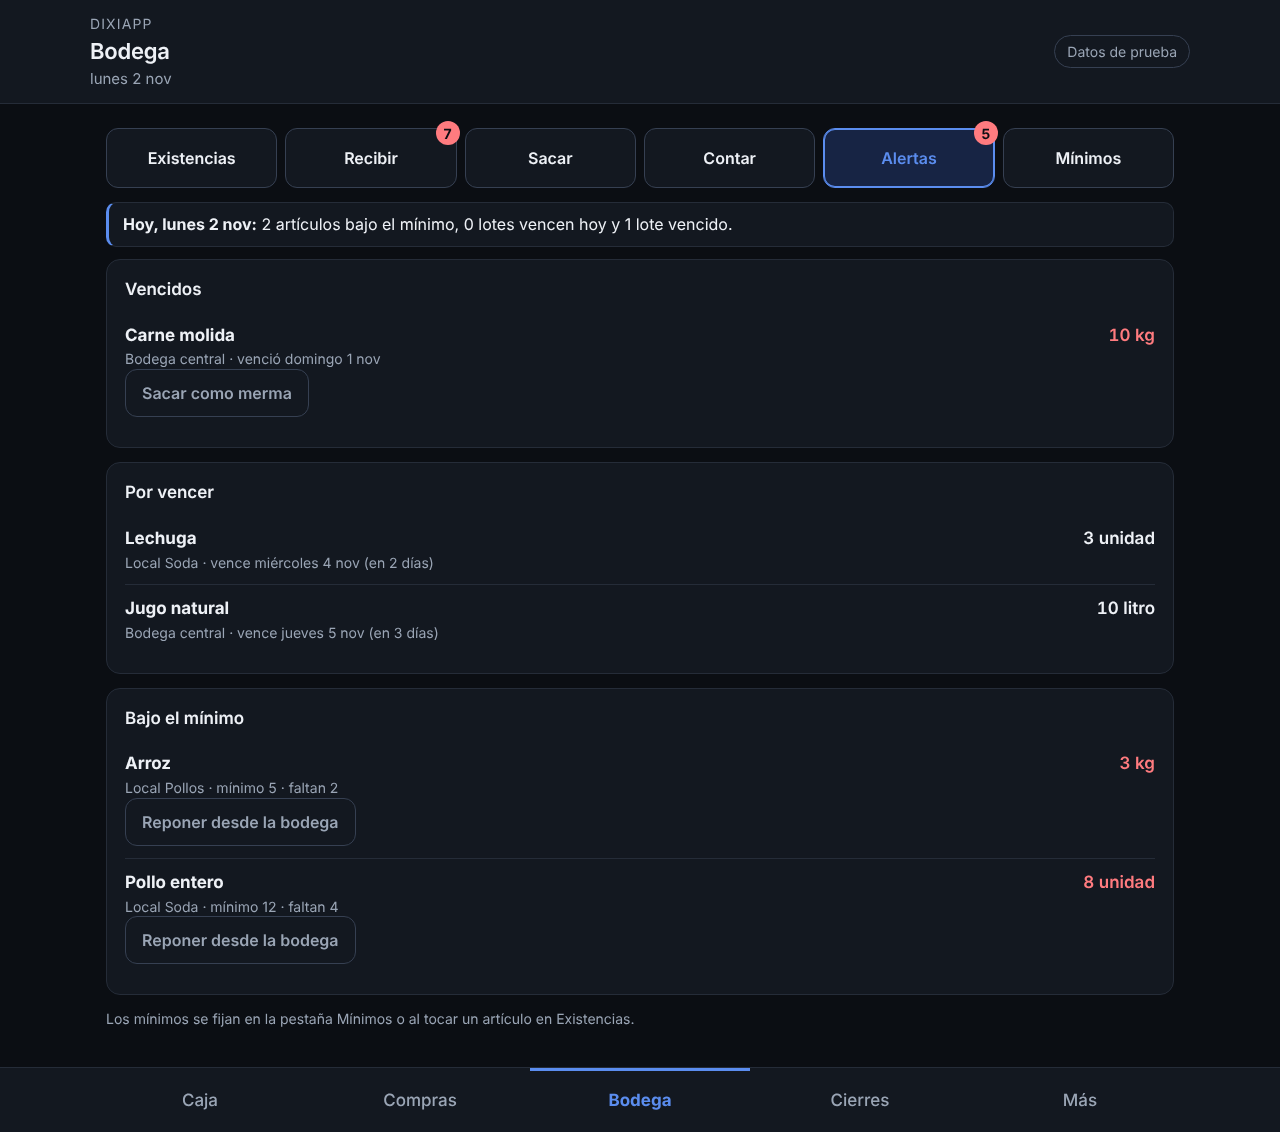 DIXIAPP
Bodega
lunes 2 nov
Datos de prueba
Existencias
Recibir
7
Sacar
Contar
Alertas
5
Mínimos
Hoy, lunes 2 nov: 2 artículos bajo el mínimo, 0 lotes vencen hoy y 1 lote vencido.
Vencidos
Carne molida
10 kg
Bodega central · venció domingo 1 nov
Sacar como merma
Por vencer
Lechuga
3 unidad
Local Soda · vence miércoles 4 nov (en 2 días)
Jugo natural
10 litro
Bodega central · vence jueves 5 nov (en 3 días)
Bajo el mínimo
Arroz
3 kg
Local Pollos · mínimo 5 · faltan 2
Reponer desde la bodega
Pollo entero
8 unidad
Local Soda · mínimo 12 · faltan 4
Reponer desde la bodega
Los mínimos se fijan en la pestaña Mínimos o al tocar un artículo en Existencias.
Caja
Compras
Bodega
Cierres
Más